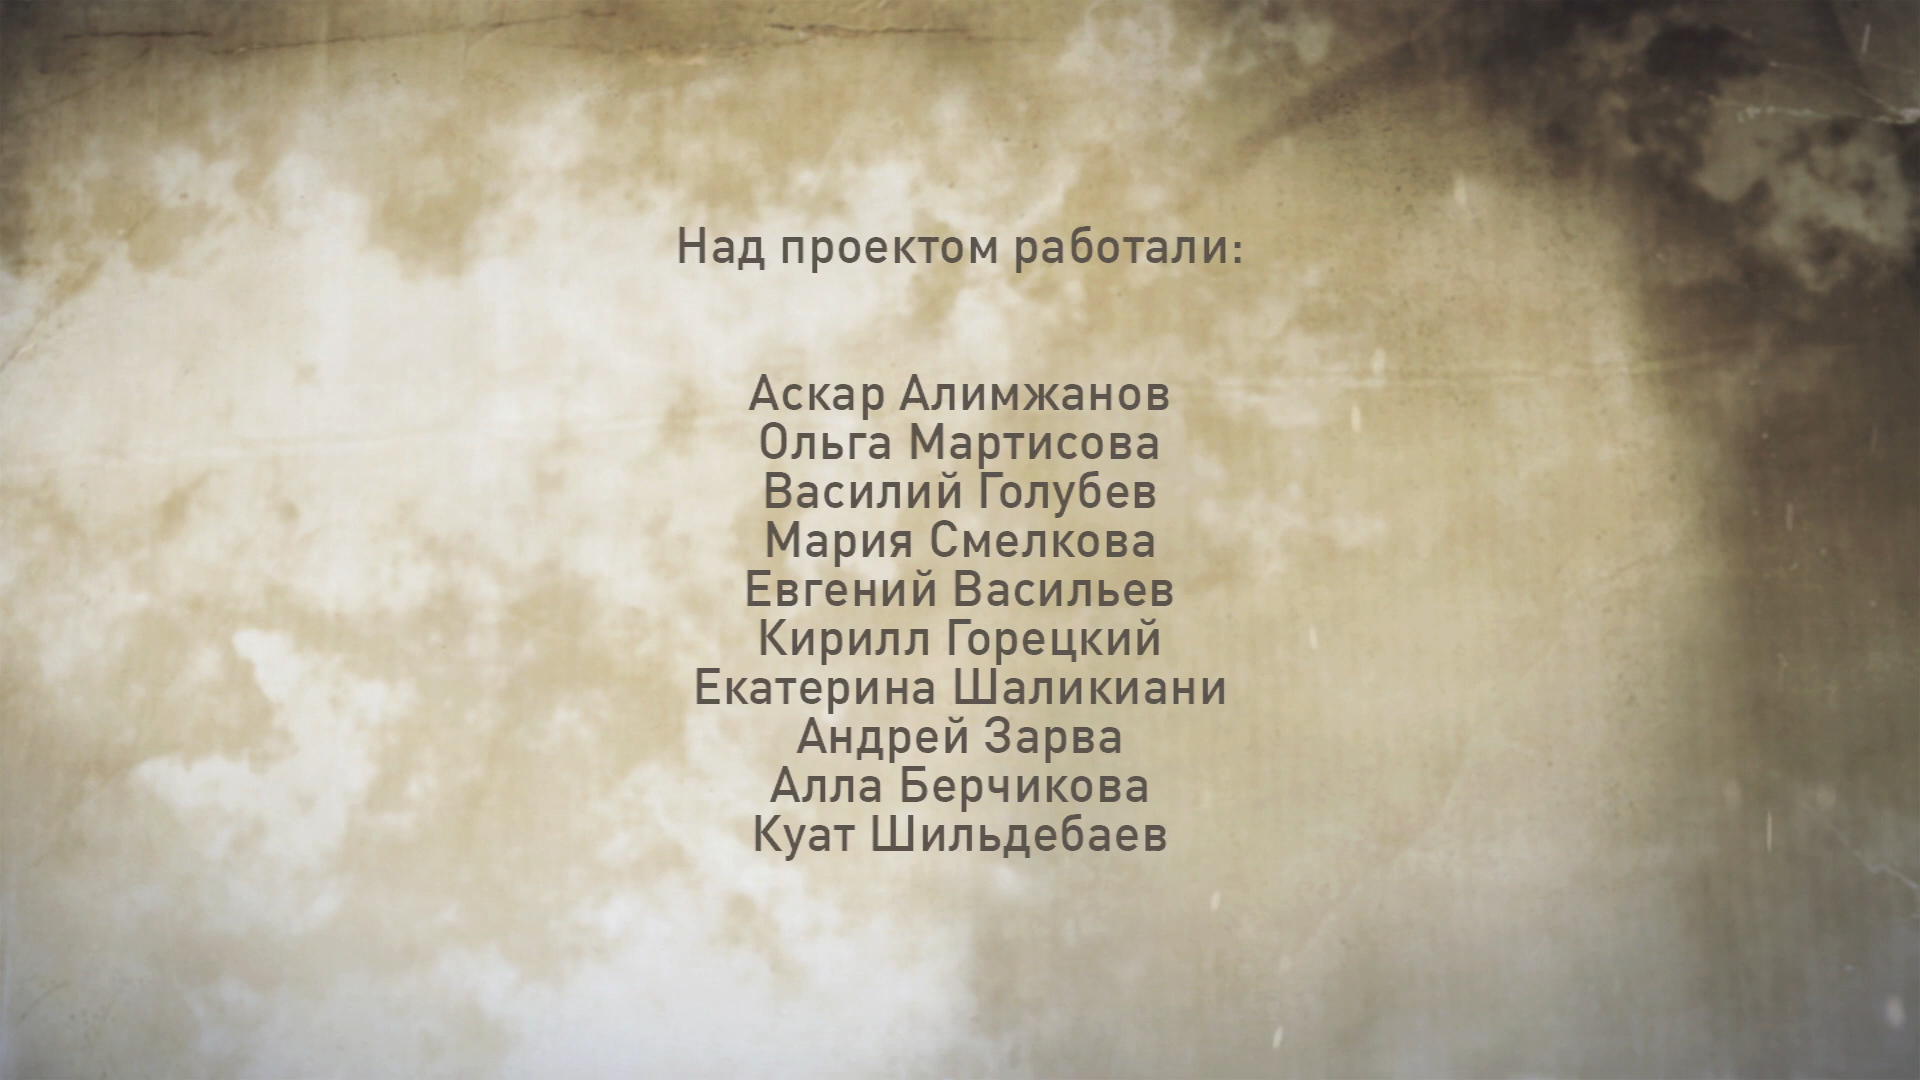 Над проектом работали:
Аскар Алимжанов
Ольга Мартисова
Василий Голубев
Мария Смелкова
Евгений Васильев
Кирилл Горецкий
Екатерина Шаликиани
Андрей Зарва
Алла Берчикова
Куат Шильдебаев